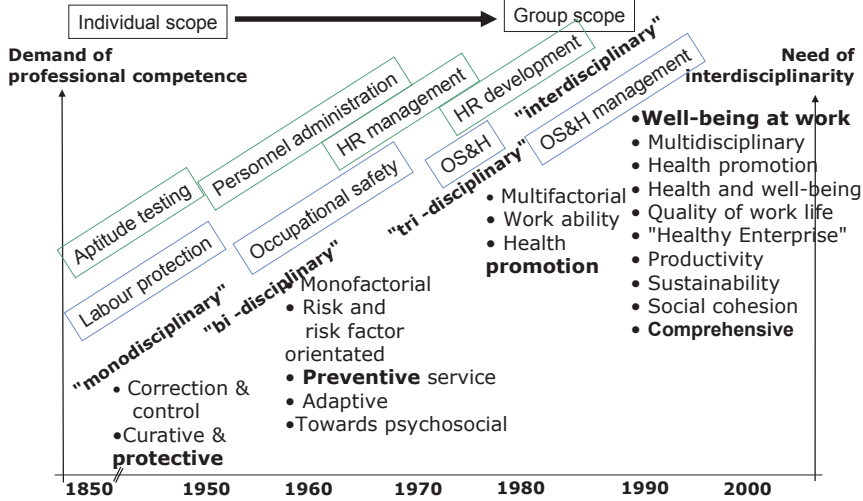 Individual scope
Group scope
Demand of
professional competence
Need of
interdisciplinarity
Aptitude testing
Personnel administration
HR management
HR development
"interdisciplinary"
Labour protection
Occupational safety
OS&H
OS&H management
"monodisciplinary"
"bi -disciplinary"
"tri -disciplinary"
• Correction &
control
•Curative &
protective
• Monofactorial
• Risk and
risk factor
orientated
• Preventive service
• Adaptive
•Towards psychosocial
• Multifactorial
• Work ability
• Health
promotion
•Well-being at work
• Multidisciplinary
• Health promotion
• Health and well-being
• Quality of work life
• "Healthy Enterprise"
• Productivity
• Sustainability
• Social cohesion
• Comprehensive
1850 1950 1960 1970 1980 1990 2000